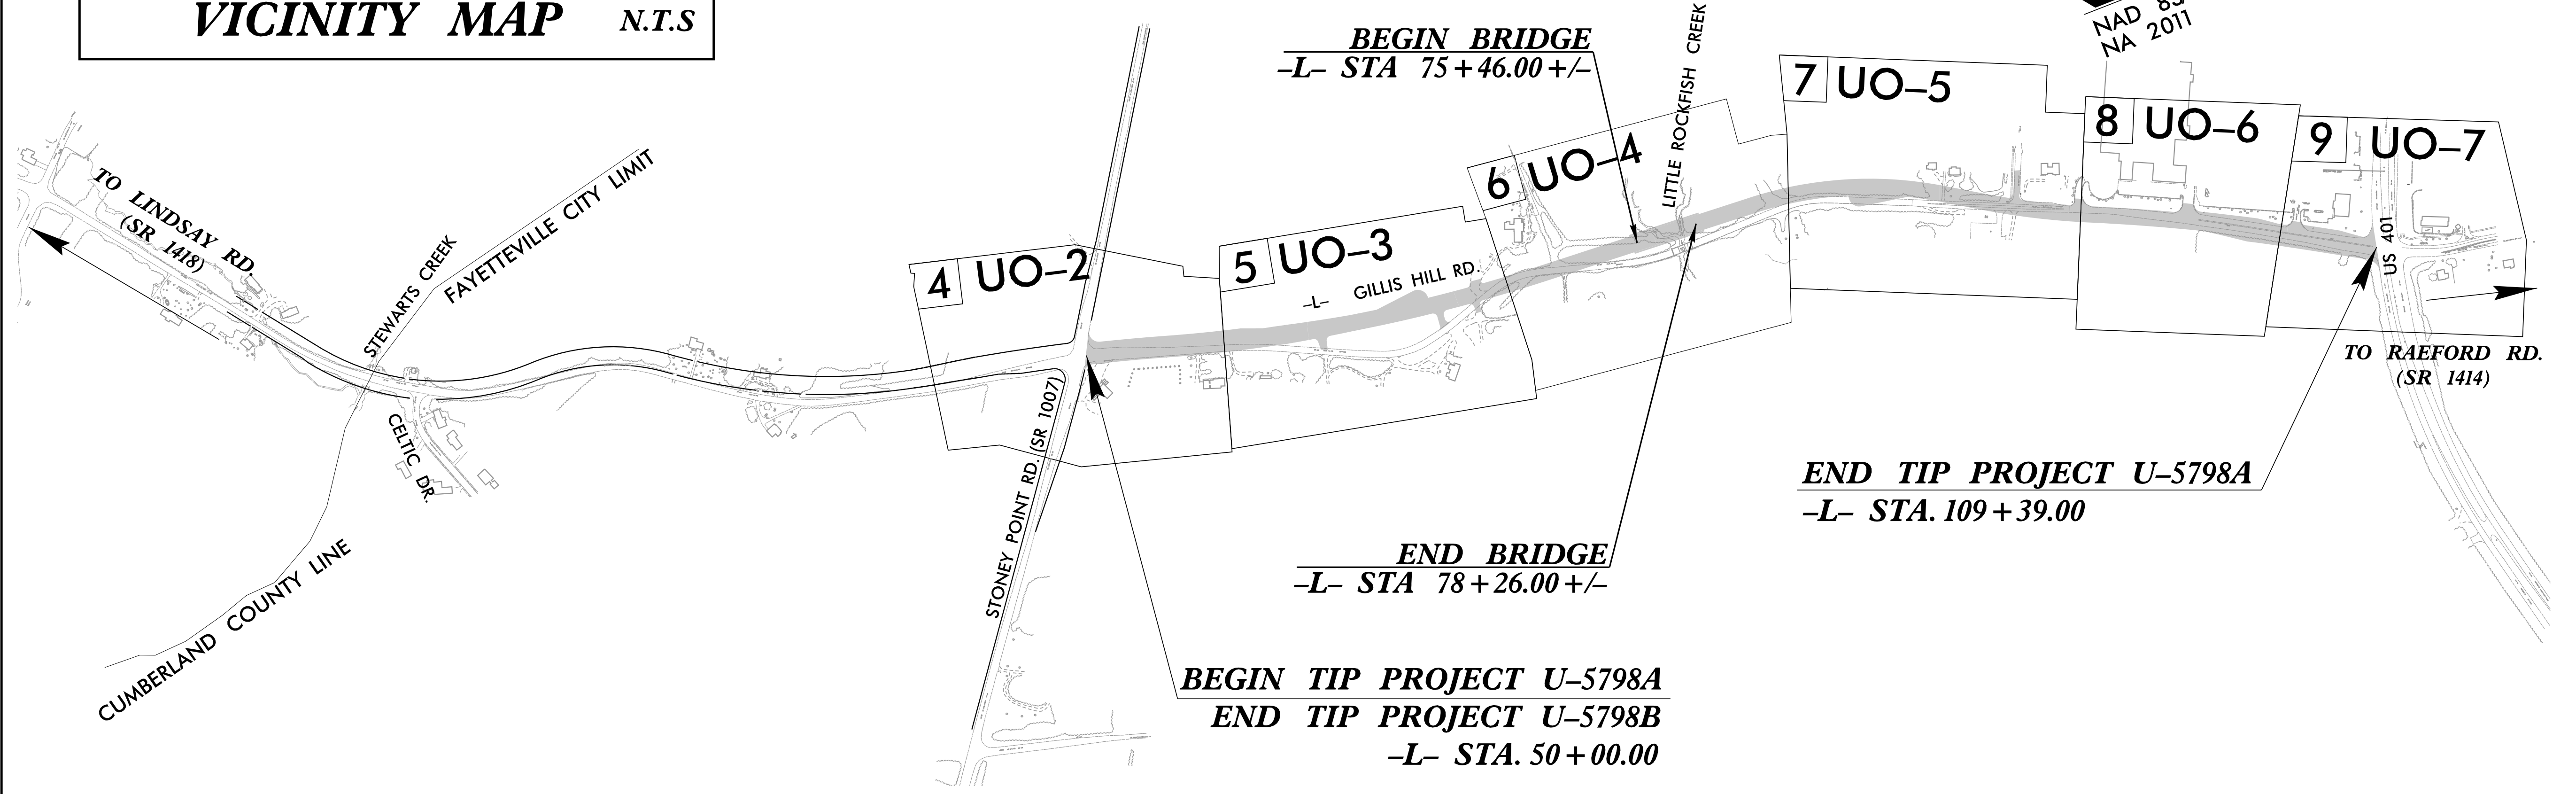 VICINITY MAP N.T.S
NAD 83
NA 2011
BEGIN BRIDGE
–L– STA 75+46.00 +/–
LITTLE ROCKFISH CREEK
7 UO–5
8 UO–6
9 UO–7
6 UO–4
5 UO–3
4 UO–2
TO LINDSAY RD.
(SR 1418)
STEWARTS CREEK
FAYETTEVILLE CITY LIMIT
–L– GILLIS HILL RD.
US 401
TO RAEFORD RD.
(SR 1414)
CELTIC DR.
STONEY POINT RD. (SR 1007)
CUMBERLAND COUNTY LINE
END TIP PROJECT U–5798A
–L– STA. 109+39.00
END BRIDGE
–L– STA 78+26.00 +/–
BEGIN TIP PROJECT U–5798A
END TIP PROJECT U–5798B
–L– STA. 50+00.00